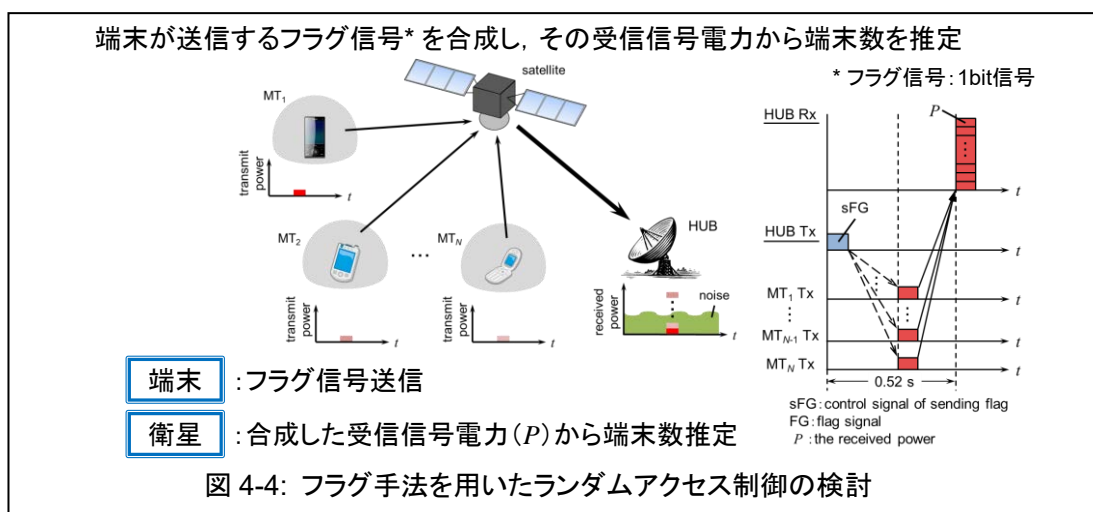 端末が送信するフラグ信号* を合成し，その受信信号電力から端末数を推定
* フラグ信号：1bit信号
satellite
MT1
transmit power
t
MT2
…
MTN
HUB
transmit power
t
transmit power
t
received power
noise
t
HUB Rx
P
t
sFG
HUB Tx
t
MT1 Tx
t
MTN-1 Tx
t
MTN Tx
t
0.52 s
sFG：control signal of sending flag
FG：flag signal
P ：the received power
端末 ：フラグ信号送信
衛星 ：合成した受信信号電力（P）から端末数推定
図 4-4: フラグ手法を用いたランダムアクセス制御の検討